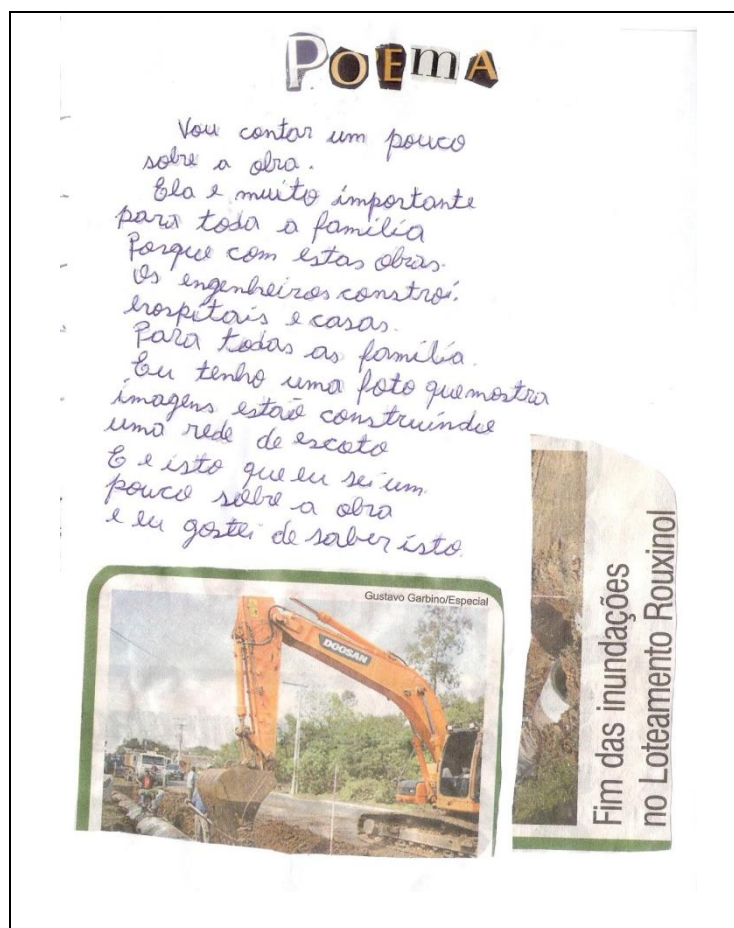 POEmA
Vou contar um pouco
sobre a obra.
Ela e muito importante
para toda a família
Porque com estas obras.
Os engenheiros constroi.
hospitais e casas.
Para todas as família.
Eu tenho uma foto que mostra
imagens estaõ construindo
uma rede de escoto
E e isto que eu sei um
pouco sobre a obra
e eu gostei de saber isto.
Gustavo Garbino/Especial
DOOSAN
Fim das inundações
no Loteamento Rouxinol